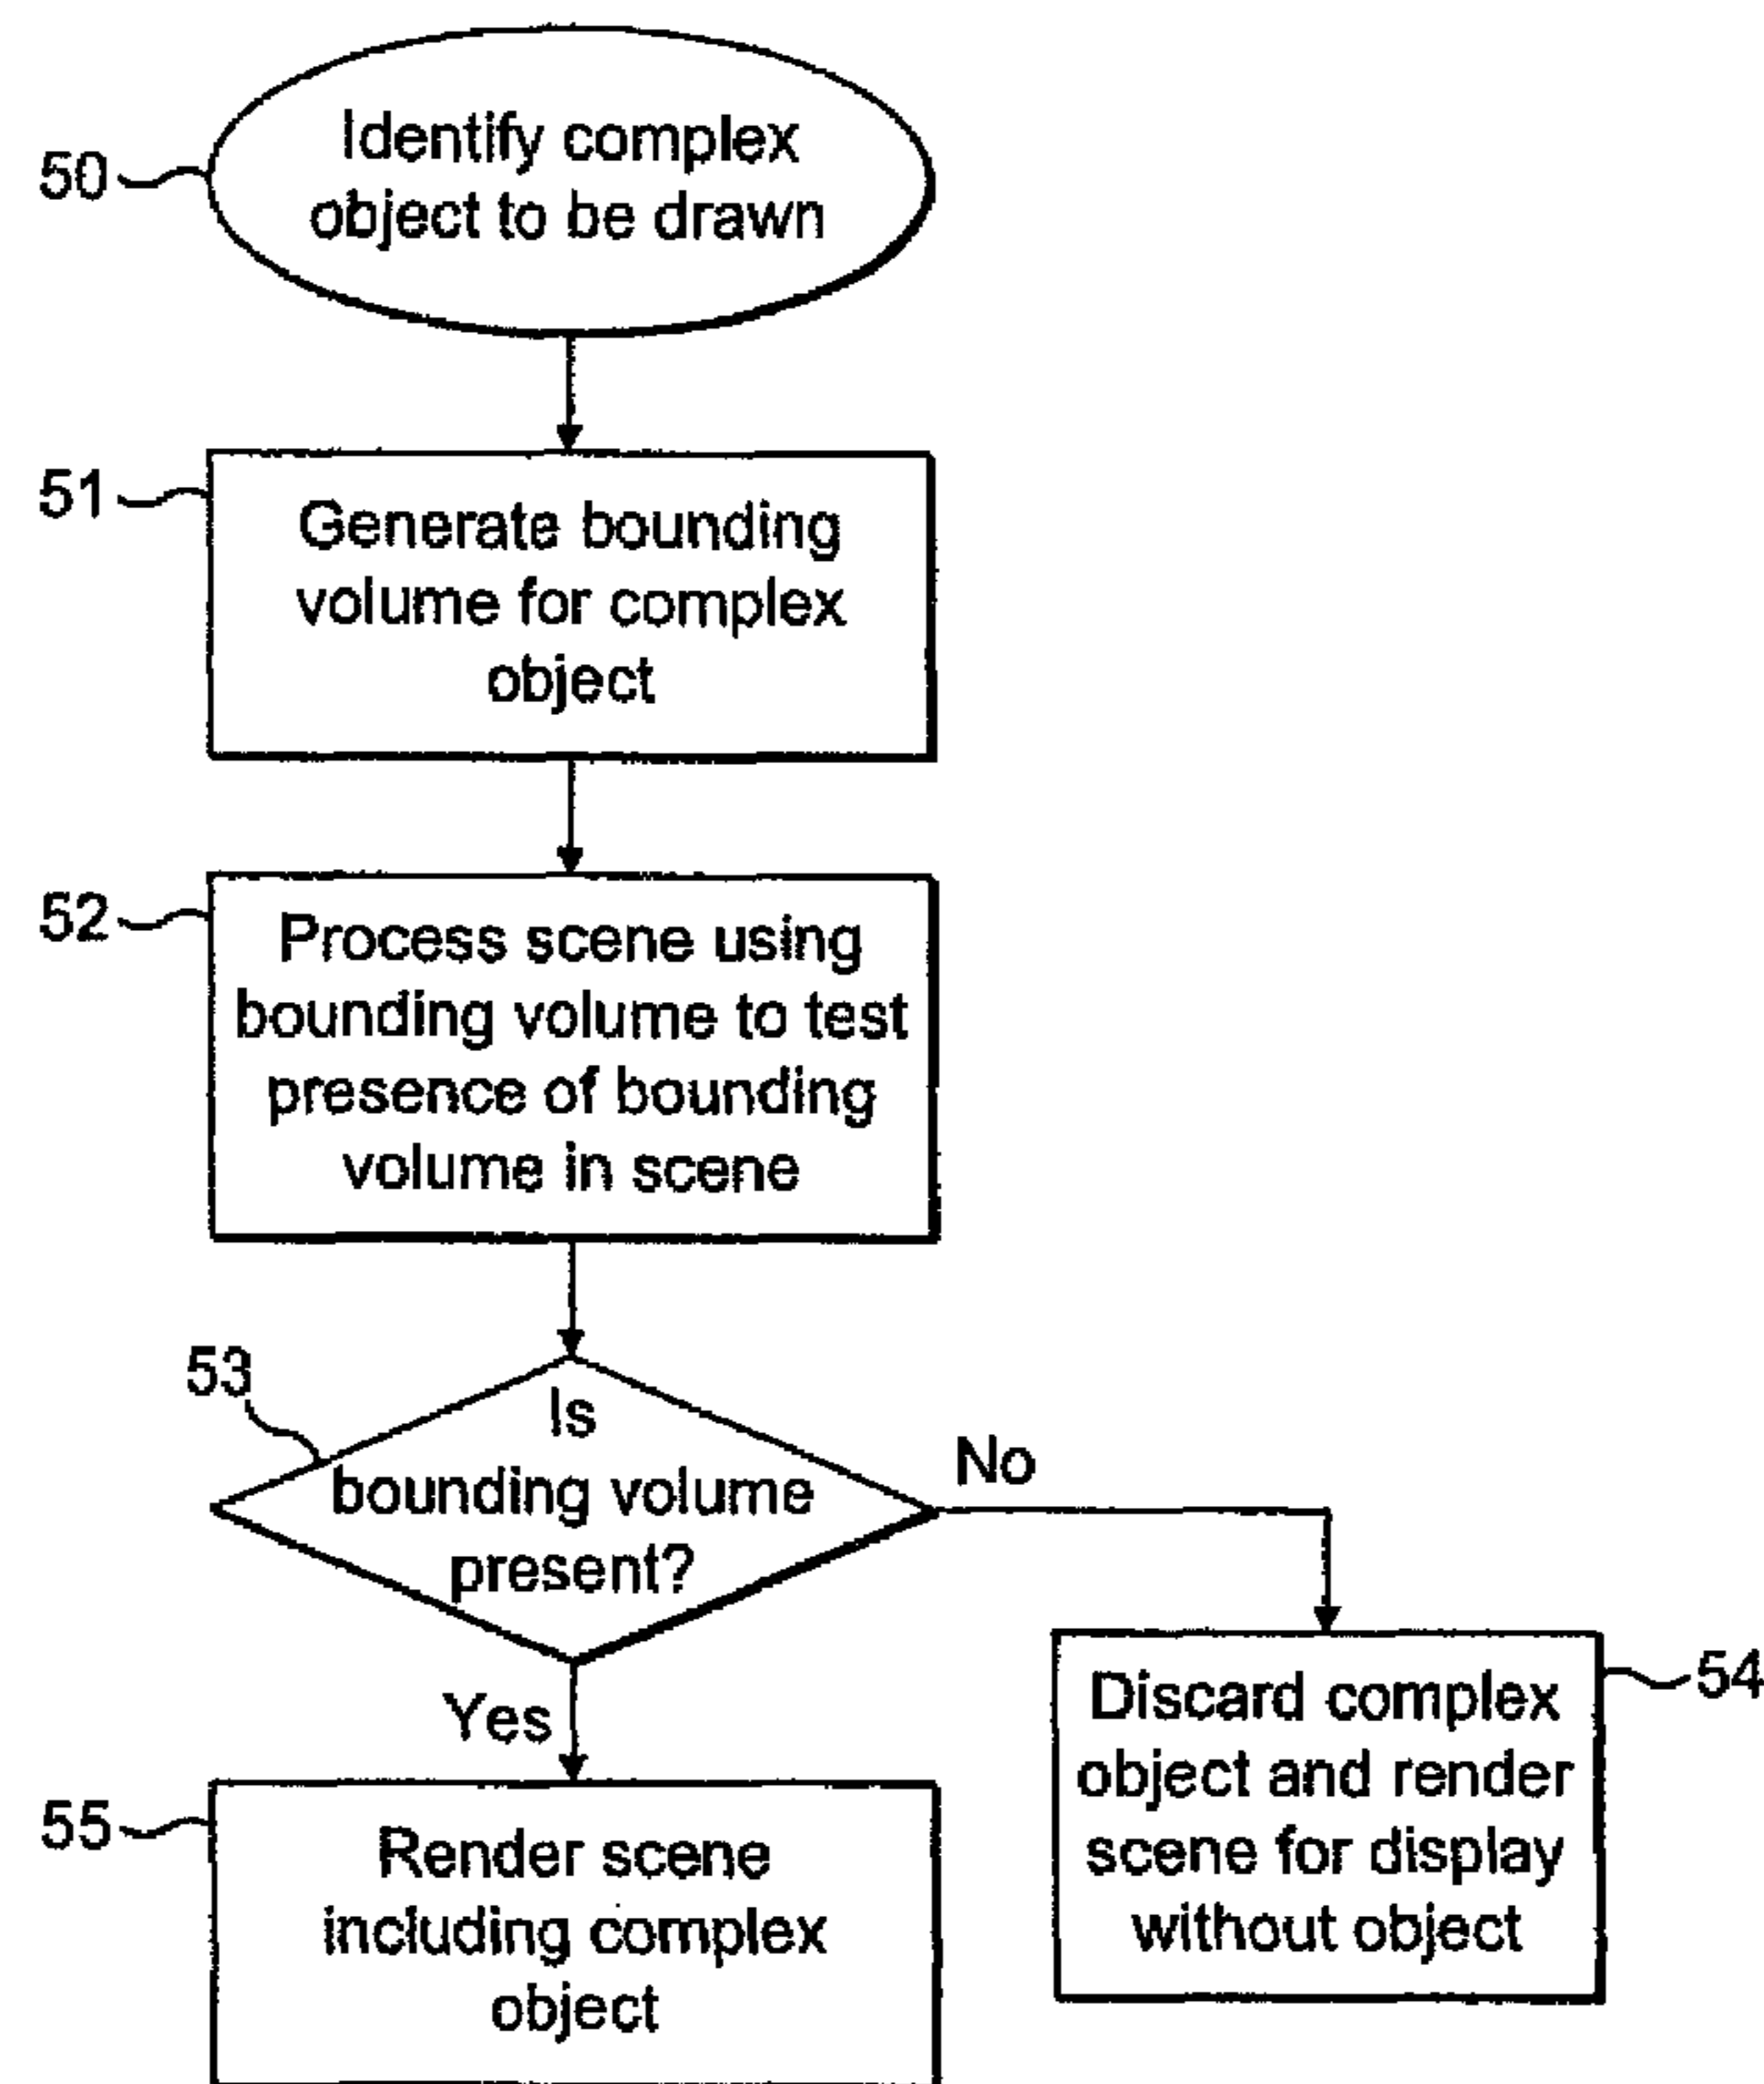 50
Identify complex
object to be drawn
51
Generate bounding
volume for complex
object
52
Process scene using
bounding volume to test
presence of bounding
volume in scene
53
Is
bounding volume
present?
No
Yes
54
Discard complex
object and render
scene for display
without object
55
Render scene
including complex
object